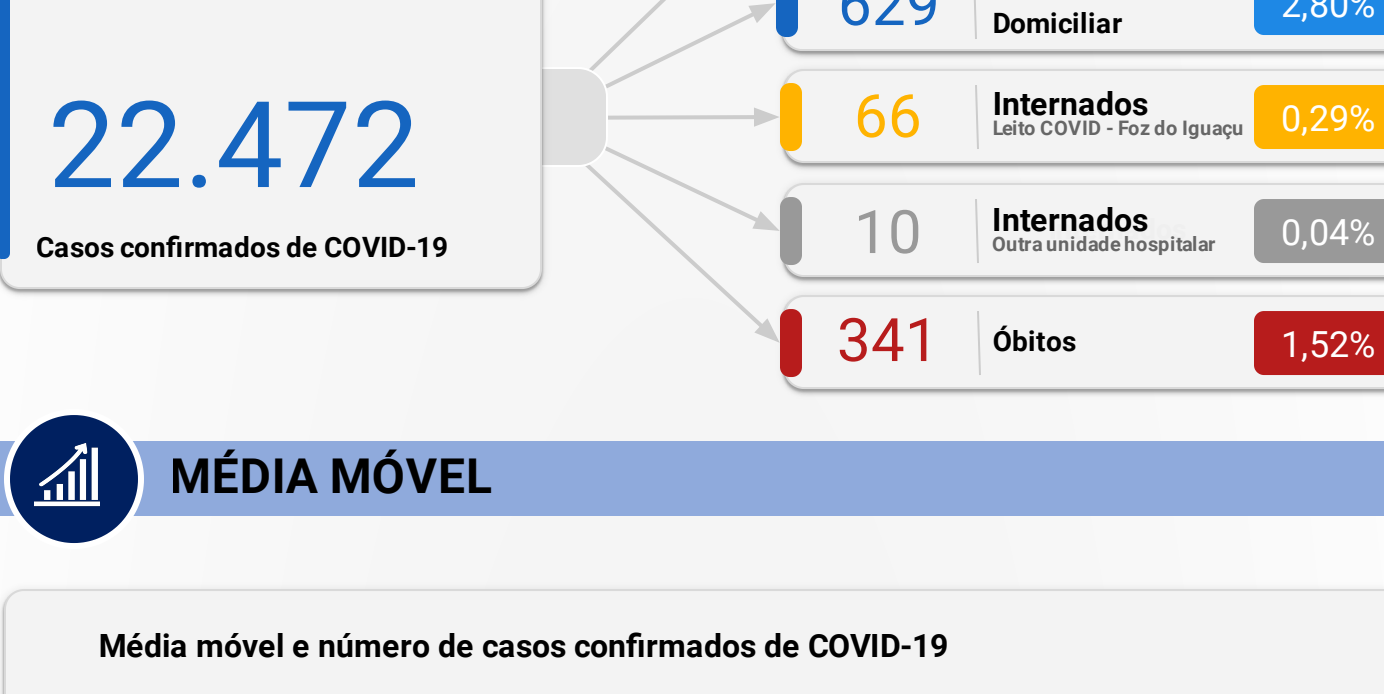 629
Domiciliar
2,80%
22.472
Casos confirmados de COVID-19
66
Internados
Leito COVID - Foz do Iguaçu
0,29%
10
Internados
Outra unidade hospitalar
0,04%
341
Óbitos
1,52%
MÉDIA MÓVEL
Média móvel e número de casos confirmados de COVID-19